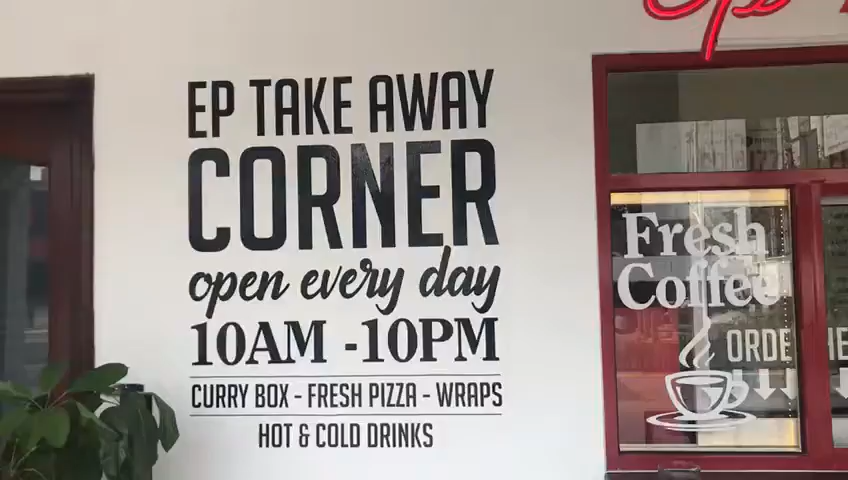 EP TAKE AWAY
CORNER
open every day
10AM -10PM
CURRY BOX - FRESH PIZZA - WRAPS
HOT & COLD DRINKS
Fresh
Coffee